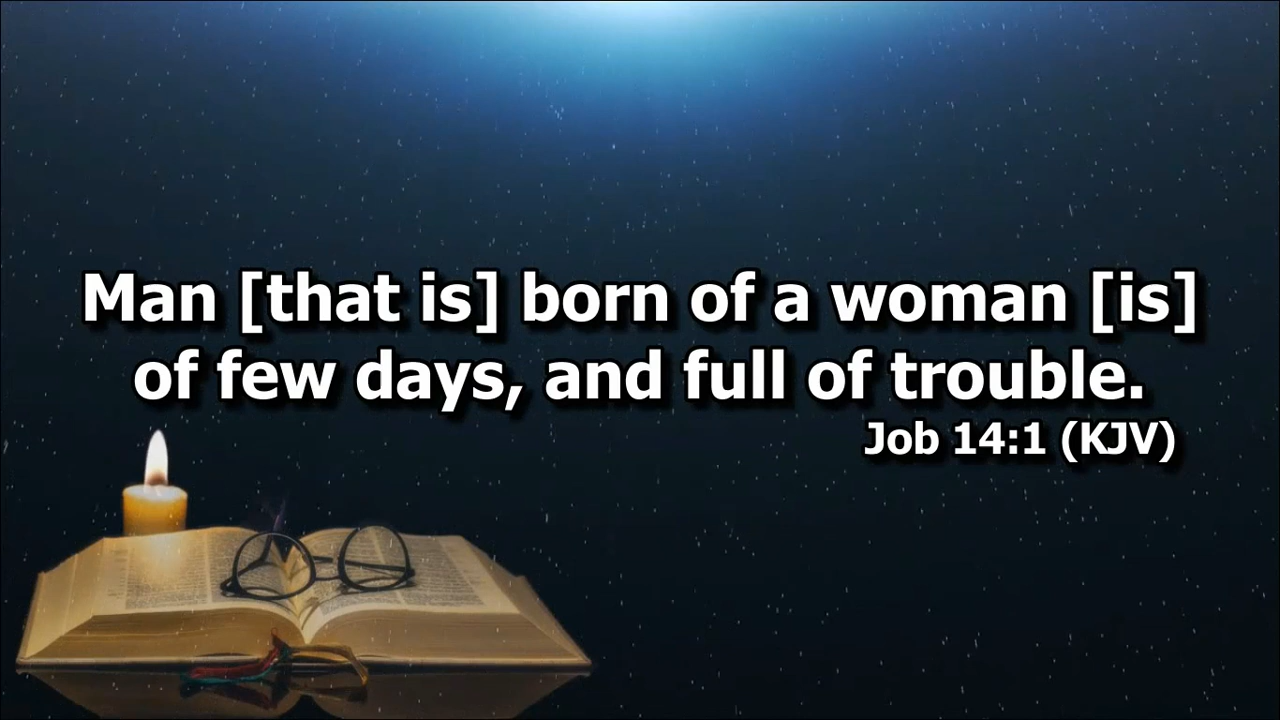 Man [that is] born of a woman [is]
of few days, and full of trouble.
Job 14:1 (KJV)